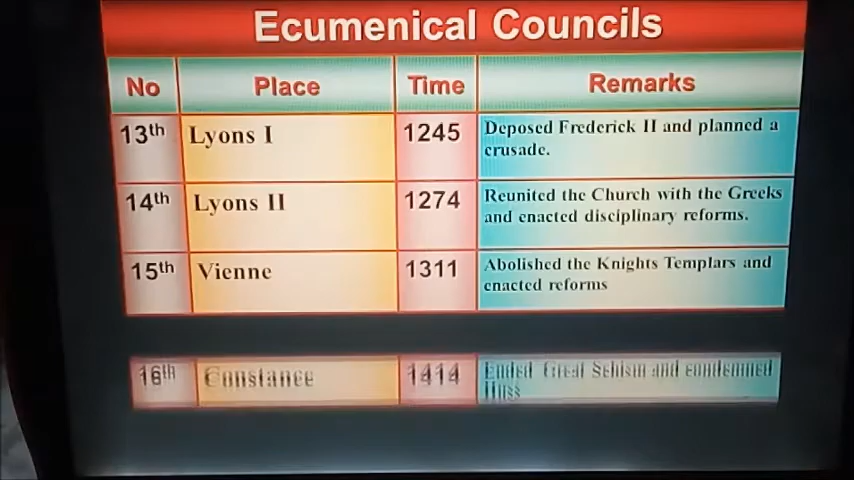 Ecumenical Councils
No Place Time Remarks
13th Lyons I 1245 Deposed Frederick II and planned a
crusade.
14th Lyons II 1274 Reunited the Church with the Greeks
and enacted disciplinary reforms.
15th Vienne 1311 Abolished the Knights Templars and
enacted reforms
16th Constance 1414 Ended Great Schism and condemned
Huss